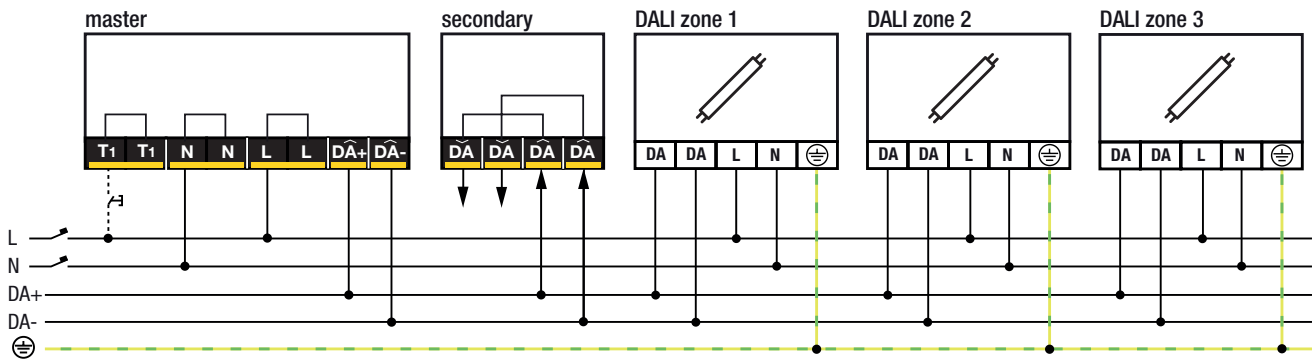 master secondary DALI zone 1 DALI zone 2 DALI zone 3
T1 T1 N N L L DA+ DA- DA DA DA DA DA DA L N DA DA L N DA DA L N
L
N
DA+
DA-